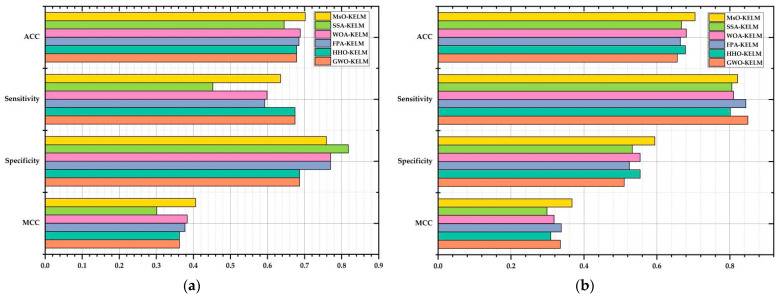 ACC
Sensitivity
Specificity
MCC
MsO-KELM
SSA-KELM
WOA-KELM
FPA-KELM
HHO-KELM
GWO-KELM
0.0 0.1 0.2 0.3 0.4 0.5 0.6 0.7 0.8 0.9
(a)
ACC
Sensitivity
Specificity
MCC
MsO-KELM
SSA-KELM
WOA-KELM
FPA-KELM
HHO-KELM
GWO-KELM
0.0 0.2 0.4 0.6 0.8
(b)